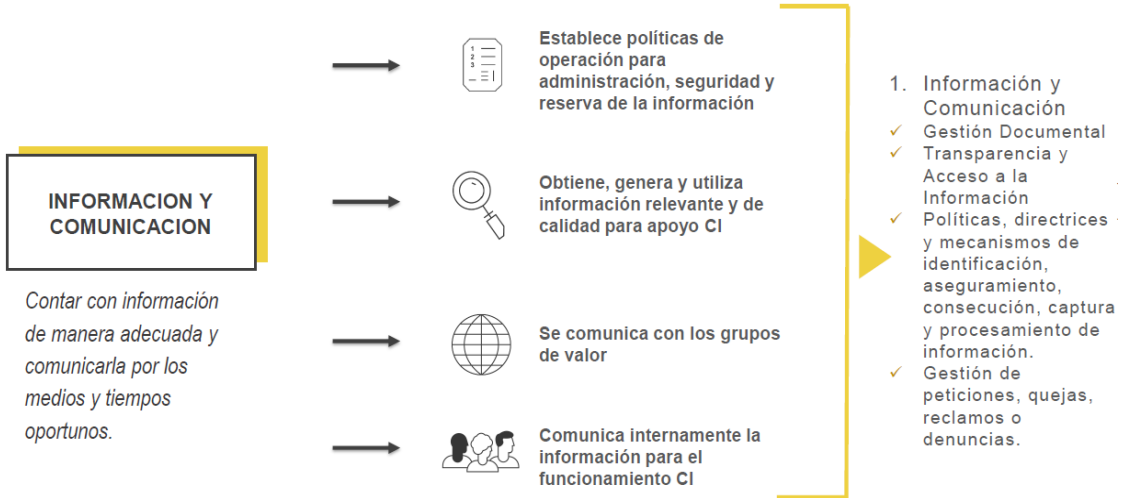 INFORMACION Y
COMUNICACION
Contar con información
de manera adecuada y
comunicarla por los
medios y tiempos
oportunos.
1
2
3
Establece políticas de
operación para
administración, seguridad y
reserva de la información
Obtiene, genera y utiliza
información relevante y de
calidad para apoyo CI
Se comunica con los grupos
de valor
Comunica internamente la
información para el
funcionamiento CI
1. Información y
Comunicación
✓ Gestión Documental
✓ Transparencia y
Acceso a la
Información
✓ Políticas, directrices
y mecanismos de
identificación,
aseguramiento,
consecución, captura
y procesamiento de
información.
✓ Gestión de
peticiones, quejas,
reclamos o
denuncias.